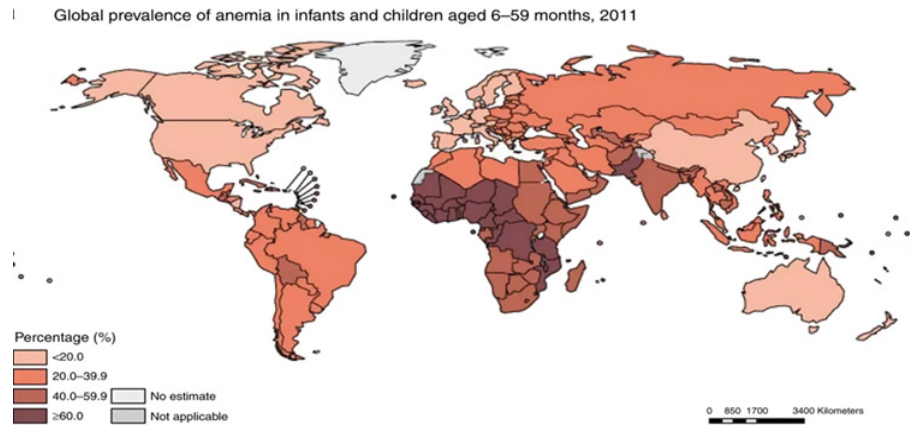 Global prevalence of anemia in infants and children aged 6–59 months, 2011
Percentage (%)
<20.0
20.0–39.9
40.0–59.9
≥60.0
No estimate
Not applicable
0 850 1700 3400 Kilometers